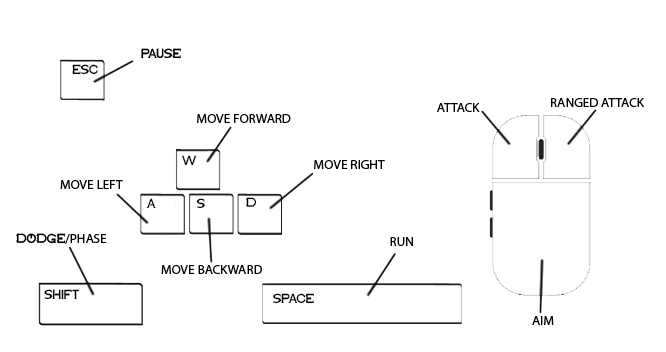 PAUSE
ESC
ATTACK
RANGED ATTACK
MOVE FORWARD
W
MOVE RIGHT
MOVE LEFT
A
S
D
DODGE/PHASE
MOVE BACKWARD
RUN
SHIFT
SPACE
AIM